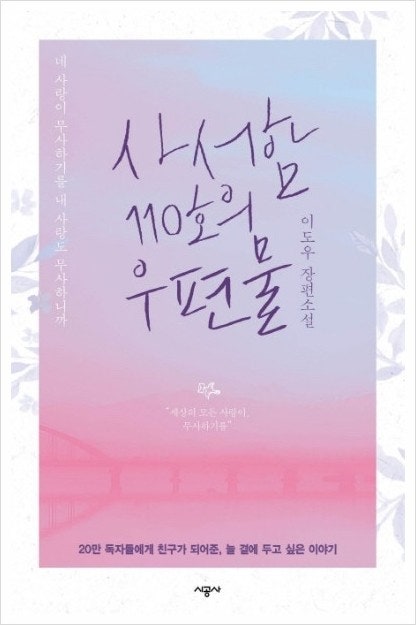 네 사랑이 무사하기를 내 사랑도 무사하니까
사서함
110호의
우편물
이도우 장편소설
"세상의 모든 사랑이,
무사하기를"
20만 독자들에게 친구가 되어준, 늘 곁에 두고 싶은 이야기
시공사